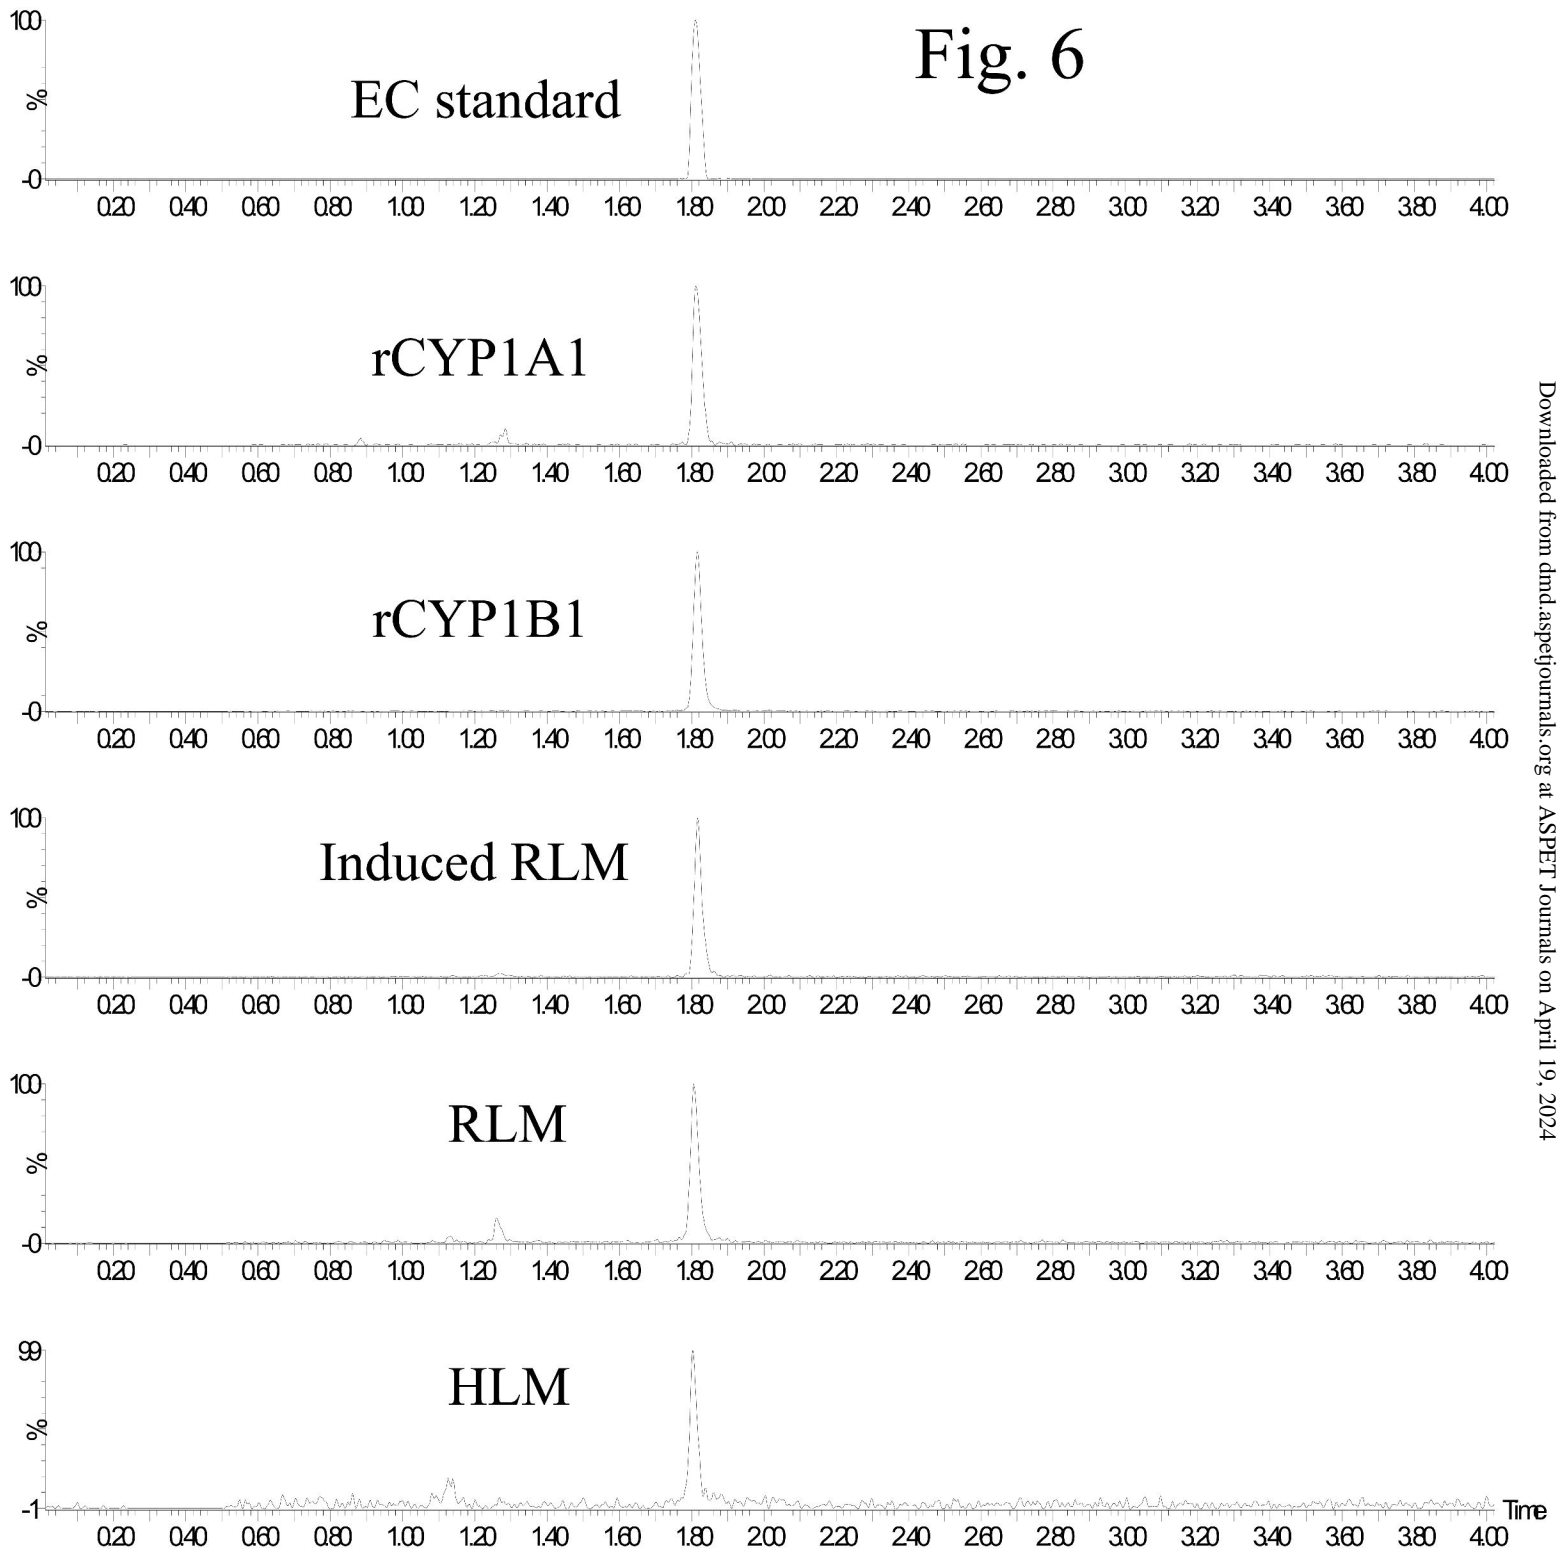 Fig. 6
100
%
EC standard
-0
0.20 0.40 0.60 0.80 1.00 1.20 1.40 1.60 1.80 2.00 2.20 2.40 2.60 2.80 3.00 3.20 3.40 3.60 3.80 4.00
100
%
rCYP1A1
-0
0.20 0.40 0.60 0.80 1.00 1.20 1.40 1.60 1.80 2.00 2.20 2.40 2.60 2.80 3.00 3.20 3.40 3.60 3.80 4.00
100
%
rCYP1B1
-0
0.20 0.40 0.60 0.80 1.00 1.20 1.40 1.60 1.80 2.00 2.20 2.40 2.60 2.80 3.00 3.20 3.40 3.60 3.80 4.00
100
%
Induced RLM
-0
0.20 0.40 0.60 0.80 1.00 1.20 1.40 1.60 1.80 2.00 2.20 2.40 2.60 2.80 3.00 3.20 3.40 3.60 3.80 4.00
100
%
RLM
-0
0.20 0.40 0.60 0.80 1.00 1.20 1.40 1.60 1.80 2.00 2.20 2.40 2.60 2.80 3.00 3.20 3.40 3.60 3.80 4.00
99
%
HLM
-1
Time
0.20 0.40 0.60 0.80 1.00 1.20 1.40 1.60 1.80 2.00 2.20 2.40 2.60 2.80 3.00 3.20 3.40 3.60 3.80 4.00
Downloaded from dmd.aspetjournals.org at ASPET Journals on April 19, 2024